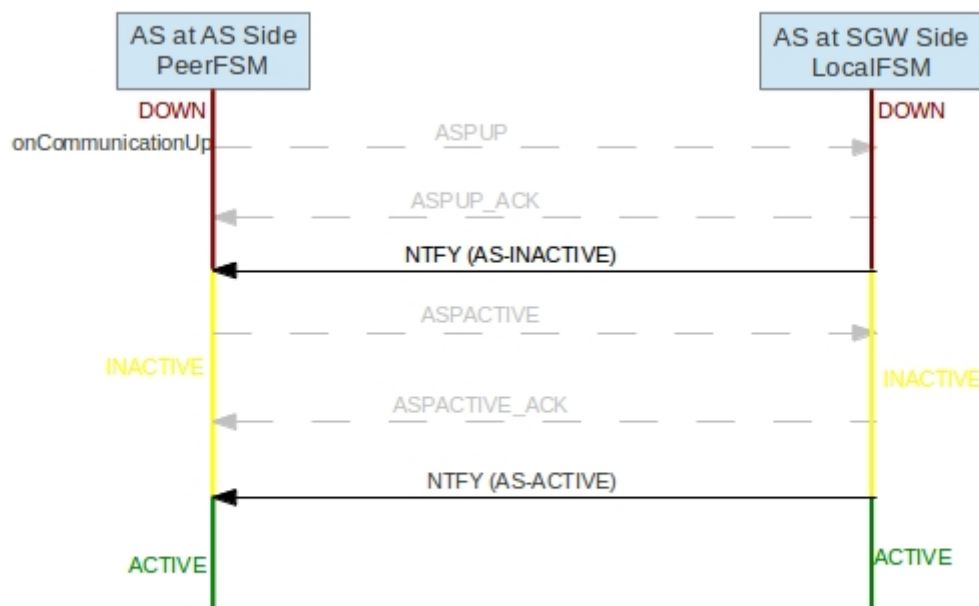 AS at AS Side
PeerFSM
AS at SGW Side
LocalFSM
DOWN
DOWN
onCommunicationUp
ASPUP
ASPUP_ACK
NTFY (AS-INACTIVE)
ASPACTIVE
INACTIVE
INACTIVE
ASPACTIVE_ACK
NTFY (AS-ACTIVE)
ACTIVE
ACTIVE